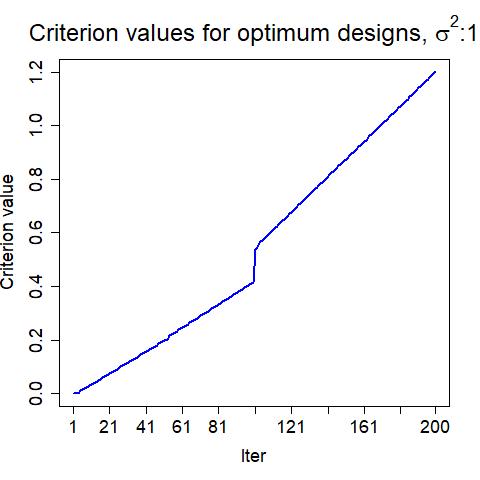 Criterion values for optimum designs, σ²:1
1.2
1.0
0.8
0.6
0.4
0.2
0.0
Criterion value
1 21 41 61 81 121 161 200
Iter